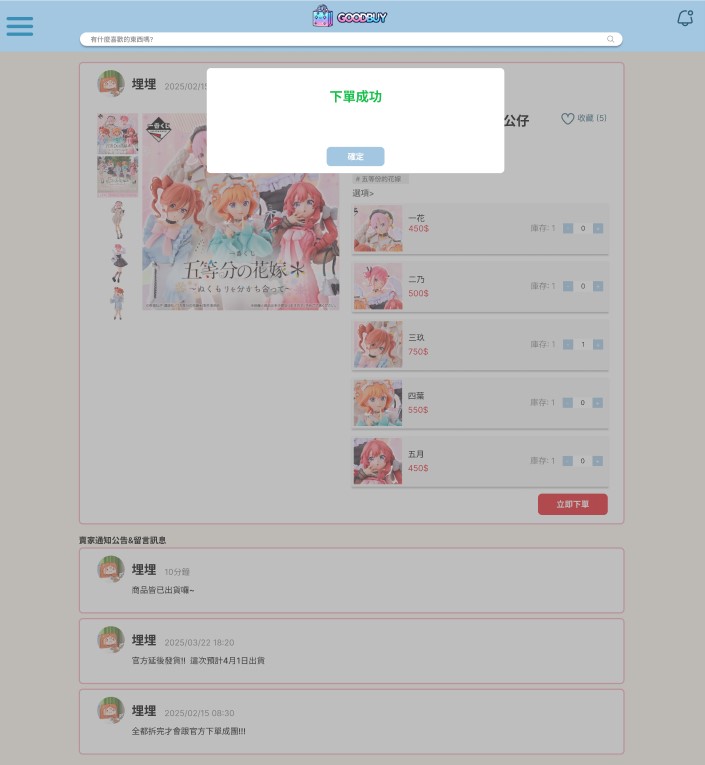 GOODBUY
有什麼喜歡的東西嗎?
埋埋 2025/02/15
下單成功
公仔
收藏 (5)
確定
一番くじ
#五等份的花嫁
選項>
一花
450$
庫存: 1 - 0 +
二乃
500$
庫存: 1 - 0 +
一番くじ
五等分の花嫁＊
～ぬくもりを分かち合って～
三玖
750$
庫存: 1 - 1 +
四葉
550$
庫存: 1 - 0 +
五月
450$
庫存: 1 - 0 +
立即下單
賣家通知公告&留言訊息
埋埋 10分鐘
商品皆已出貨囉~
埋埋 2025/03/22 18:20
官方延後發貨!! 這次預計4月1日出貨
埋埋 2025/02/15 08:30
全都拆完才會跟官方下單成團!!!